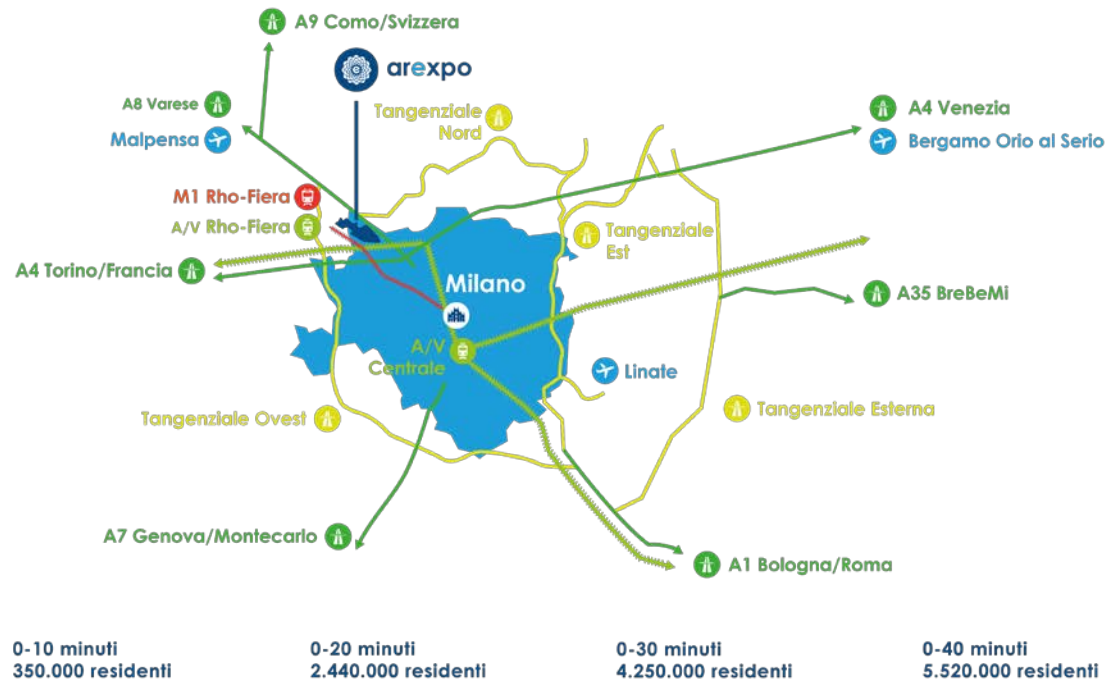 A9 Como/Svizzera
arexpo
A8 Varese
Malpensa
Tangenziale
Nord
A4 Venezia
Bergamo Orio al Serio
M1 Rho-Fiera
A/V Rho-Fiera
Tangenziale
Est
A4 Torino/Francia
Milano
A35 BreBeMi
A/V
Centrale
Linate
Tangenziale Ovest
Tangenziale Esterna
A7 Genova/Montecarlo
A1 Bologna/Roma
0-10 minuti
350.000 residenti
0-20 minuti
2.440.000 residenti
0-30 minuti
4.250.000 residenti
0-40 minuti
5.520.000 residenti